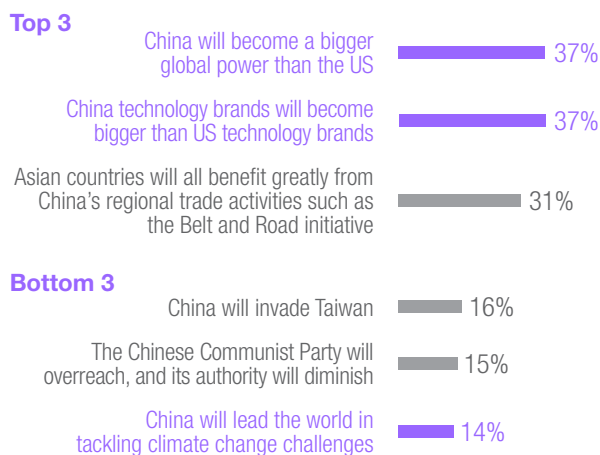 Top 3
China will become a bigger
global power than the US
37%
China technology brands will become
bigger than US technology brands
37%
Asian countries will all benefit greatly from
China’s regional trade activities such as
the Belt and Road initiative
31%
Bottom 3
China will invade Taiwan
16%
The Chinese Communist Party will
overreach, and its authority will diminish
15%
China will lead the world in
tackling climate change challenges
14%